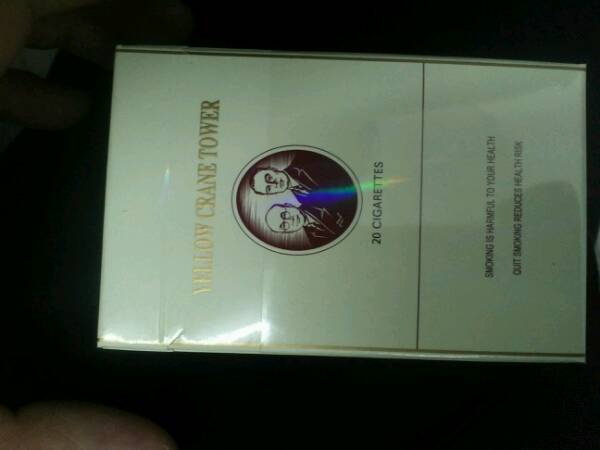 YELLOW CRANE TOWER
20 CIGARETTES
SMOKING IS HARMFUL TO YOUR HEALTH
QUIT SMOKING REDUCES HEALTH RISK